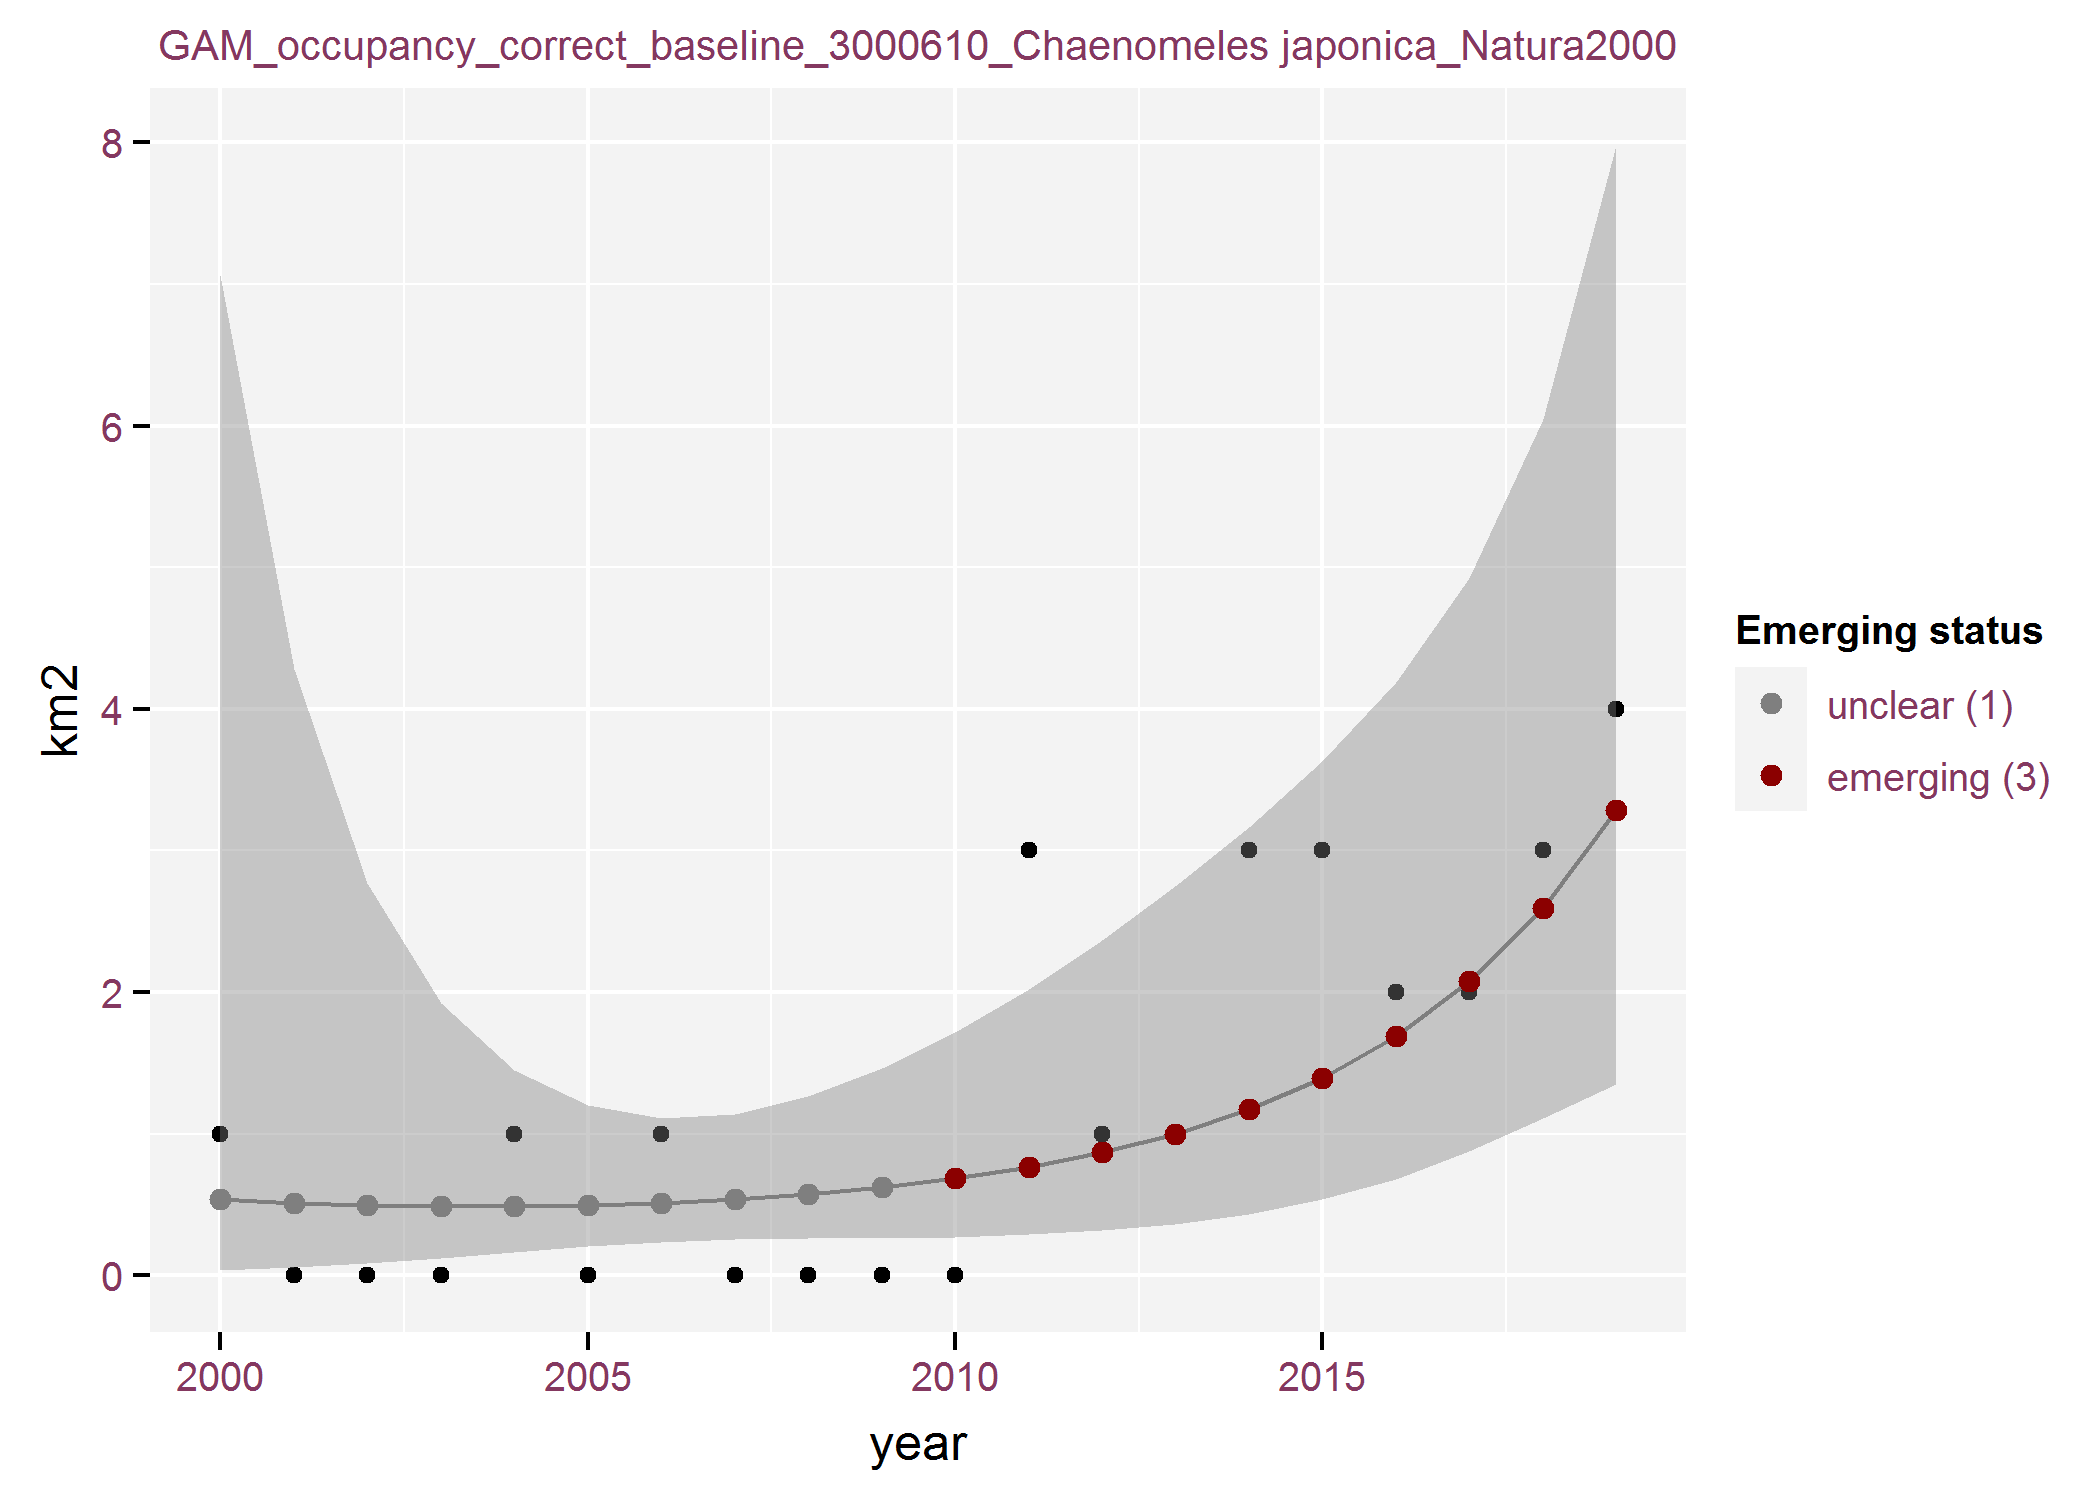 GAM_occupancy_correct_baseline_3000610_Chaenomeles japonica_Natura2000
8
6
4
2
0
km2
2000 2005 2010 2015
year
Emerging status
unclear (1)
emerging (3)